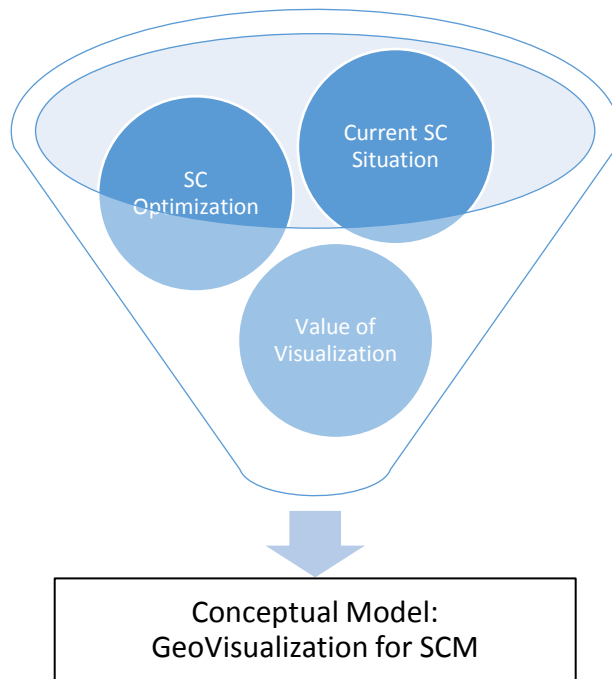 Current SC
Situation
SC
Optimization
Value of
Visualization
Conceptual Model:
GeoVisualization for SCM